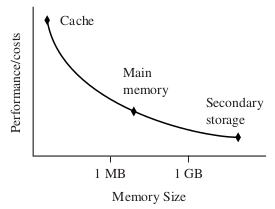 Cache
Main
memory
Secondary
storage
Performance/costs
1 MB
1 GB
Memory Size